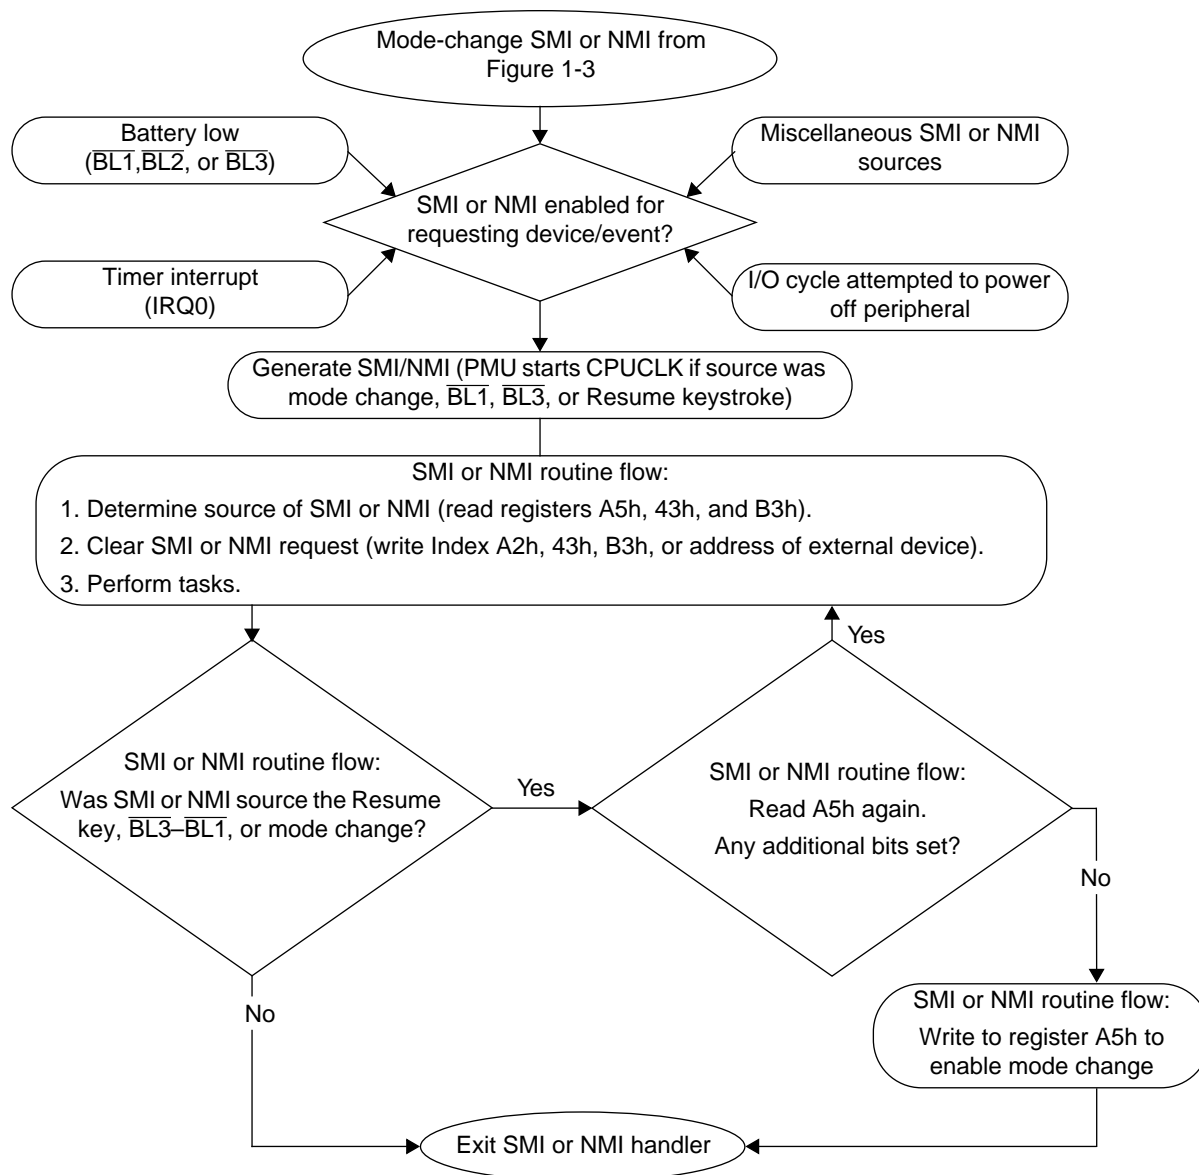 Mode-change SMI or NMI from
Figure 1-3
Battery low
(B̅L̅1̅,B̅L̅2̅, or B̅L̅3̅)
Miscellaneous SMI or NMI
sources
SMI or NMI enabled for
requesting device/event?
Timer interrupt
(IRQ0)
I/O cycle attempted to power
off peripheral
Generate SMI/NMI (PMU starts CPUCLK if source was
mode change, B̅L̅1̅, B̅L̅3̅, or Resume keystroke)
SMI or NMI routine flow:
1. Determine source of SMI or NMI (read registers A5h, 43h, and B3h).
2. Clear SMI or NMI request (write Index A2h, 43h, B3h, or address of external device).
3. Perform tasks.
Yes
SMI or NMI routine flow:
Was SMI or NMI source the Resume
key, B̅L̅3̅–B̅L̅1̅, or mode change?
Yes
SMI or NMI routine flow:
Read A5h again.
Any additional bits set?
No
No
SMI or NMI routine flow:
Write to register A5h to
enable mode change
Exit SMI or NMI handler